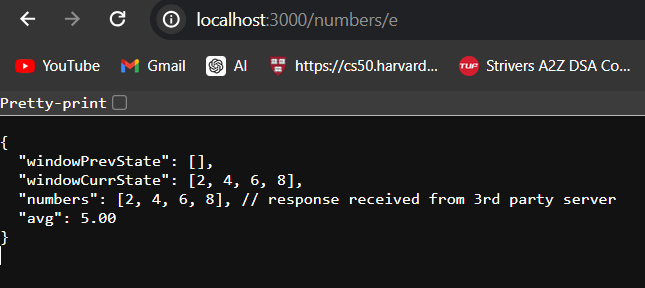 localhost:3000/numbers/e
YouTube Gmail AI https://cs50.harvard... TUF Strivers A2Z DSA Co...
Pretty-print
{
  "windowPrevState": [],
  "windowCurrState": [2, 4, 6, 8],
  "numbers": [2, 4, 6, 8], // response received from 3rd party server
  "avg": 5.00
}